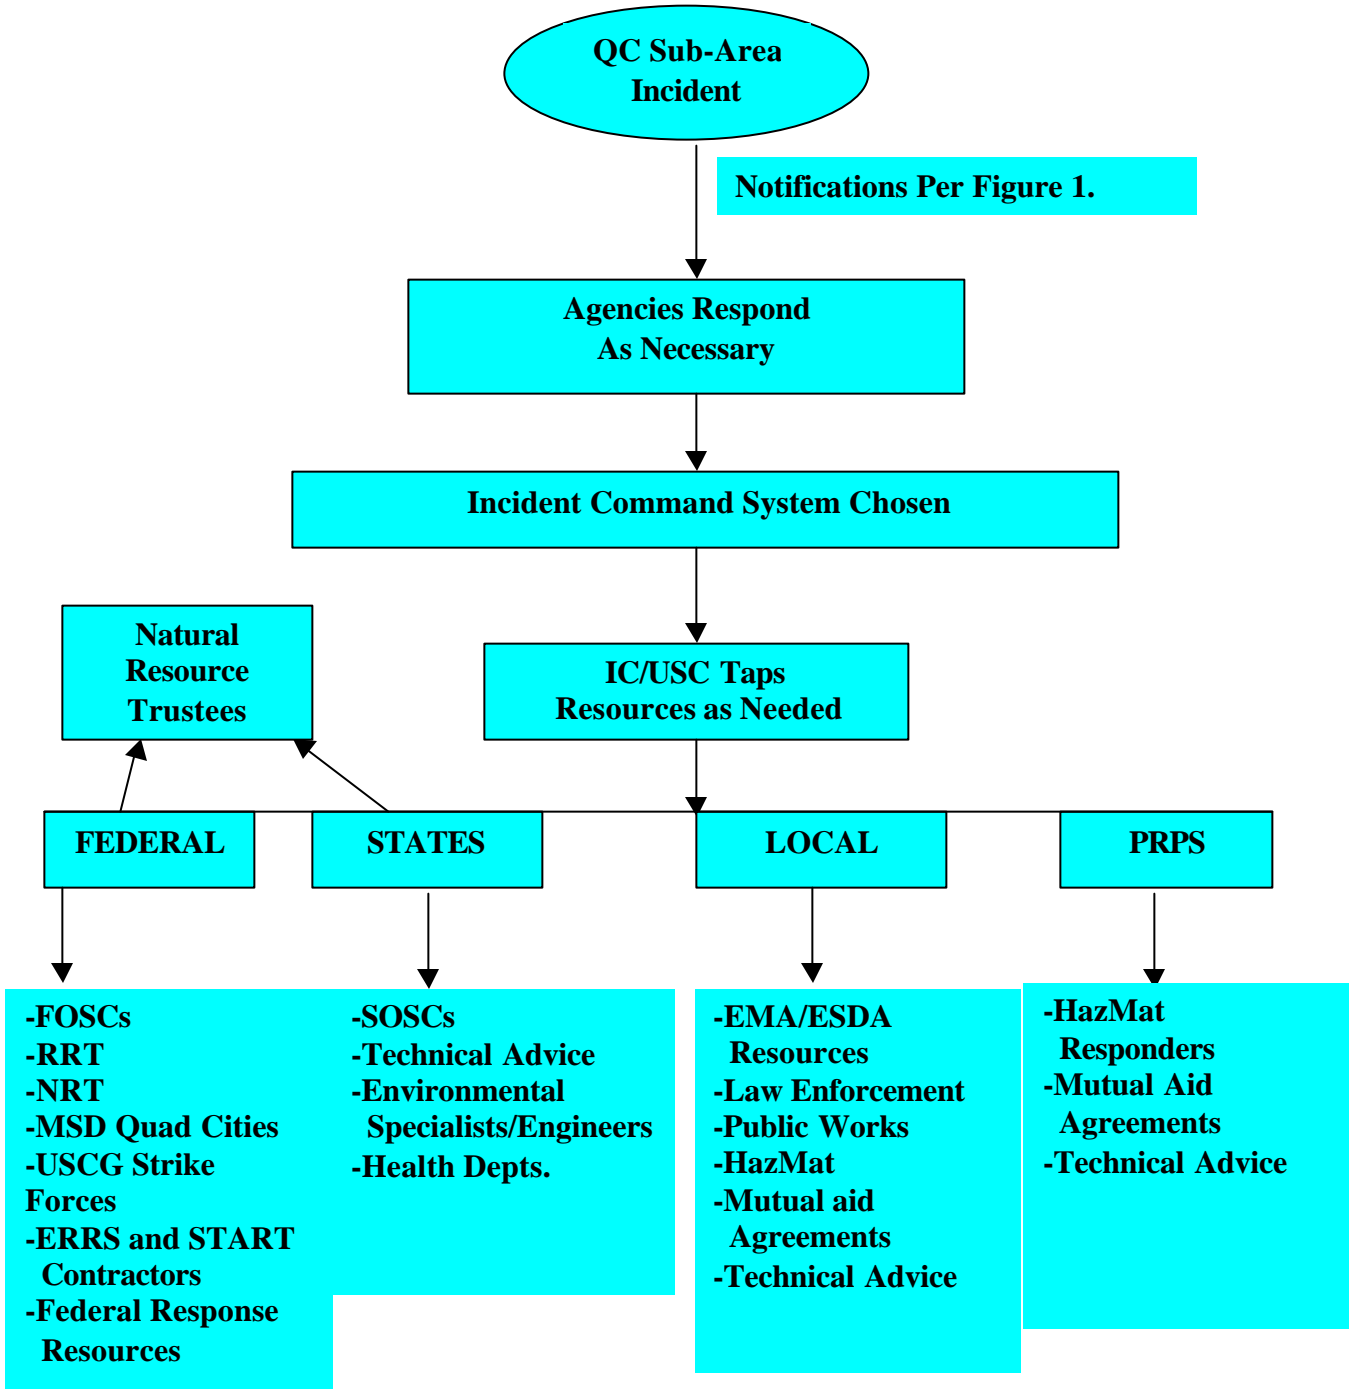 QC Sub-Area
Incident
Notifications Per Figure 1.
Agencies Respond
As Necessary
Incident Command System Chosen
Natural
Resource
Trustees
IC/USC Taps
Resources as Needed
FEDERAL
STATES
LOCAL
PRPS
-FOSCs
-RRT
-NRT
-MSD Quad Cities
-USCG Strike
Forces
-ERRS and START
Contractors
-Federal Response
Resources
-SOSCs
-Technical Advice
-Environmental
Specialists/Engineers
-Health Depts.
-EMA/ESDA
Resources
-Law Enforcement
-Public Works
-HazMat
-Mutual aid
Agreements
-Technical Advice
-HazMat
Responders
-Mutual Aid
Agreements
-Technical Advice